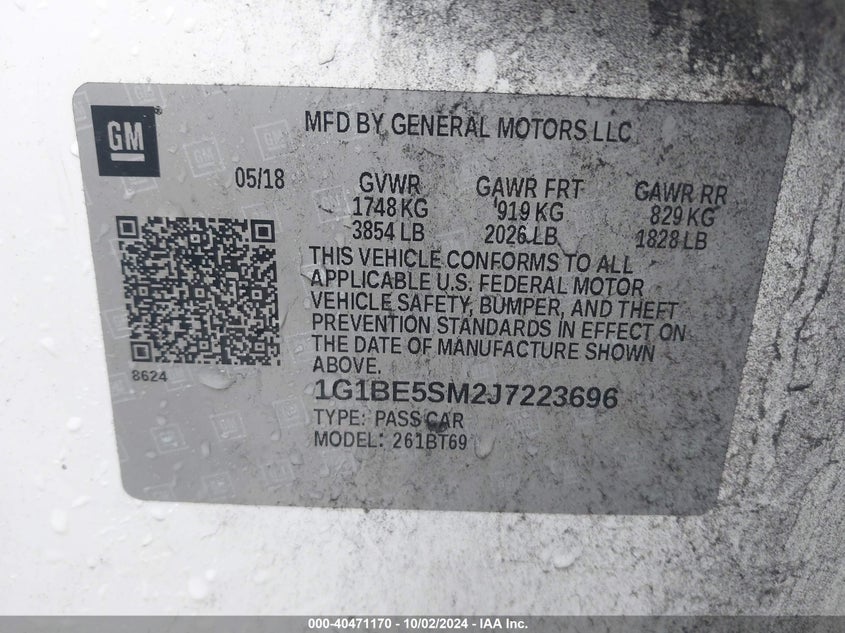 GM
MFD BY GENERAL MOTORS LLC
05/18
GVWR
1748 KG
3854 LB
GAWR FRT
919 KG
2026 LB
GAWR RR
829 KG
1828 LB
THIS VEHICLE CONFORMS TO ALL
APPLICABLE U.S. FEDERAL MOTOR
VEHICLE SAFETY, BUMPER, AND THEFT
PREVENTION STANDARDS IN EFFECT ON
THE DATE OF MANUFACTURE SHOWN
ABOVE.
8624
1G1BE5SM2J7223696
TYPE: PASS CAR
MODEL: 261BT69
000-40471170 - 10/02/2024 - IAA Inc.